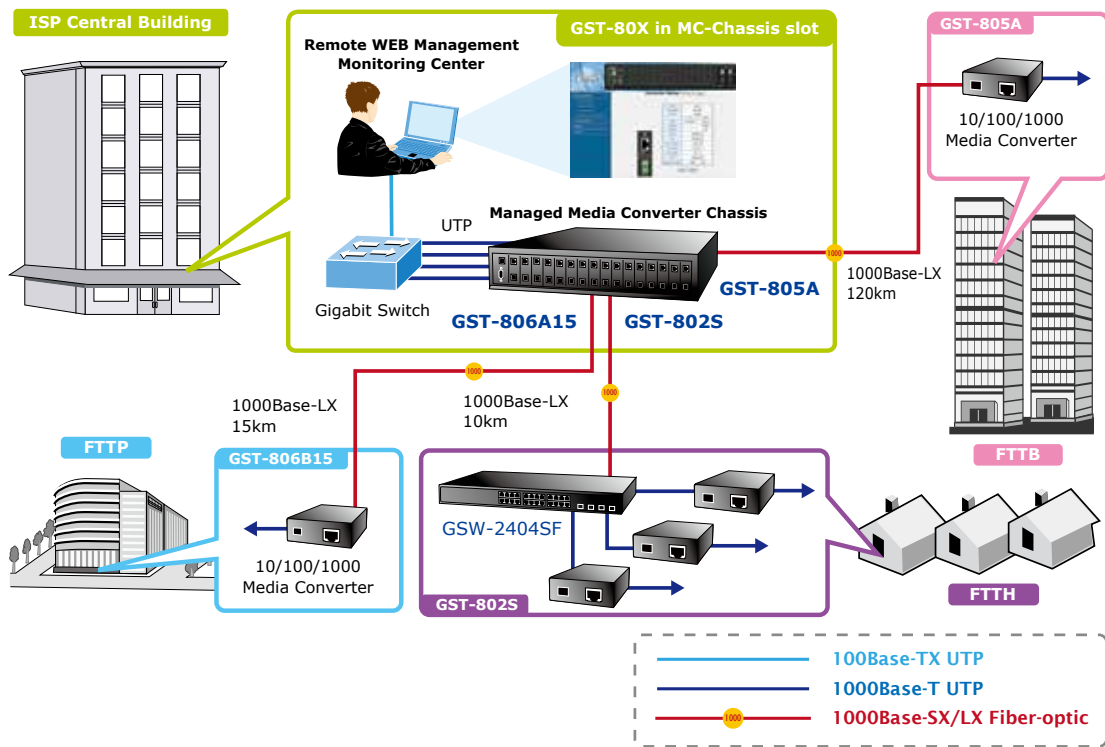 ISP Central Building
GST-80X in MC-Chassis slot
GST-805A
Remote WEB Management
Monitoring Center
10/100/1000
Media Converter
UTP
Managed Media Converter Chassis
Gigabit Switch
GST-805A
GST-806A15
GST-802S
1000
1000Base-LX
120km
1000
1000
1000Base-LX
15km
1000Base-LX
10km
FTTP
GST-806B15
FTTB
GSW-2404SF
10/100/1000
Media Converter
GST-802S
FTTH
100Base-TX UTP
1000Base-T UTP
1000
1000Base-SX/LX Fiber-optic